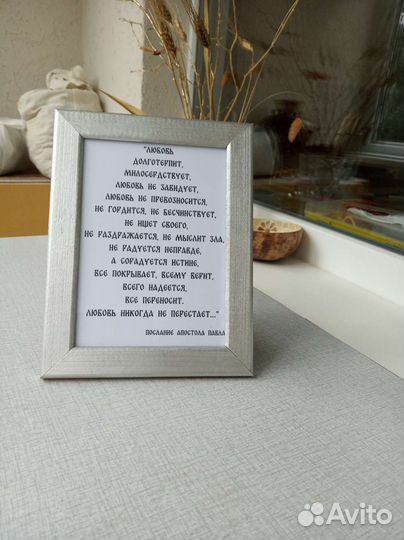 "ЛЮБОВЬ
ДОЛГОТЕРПИТ,
МИЛОСЕРДСТВУЕТ,
ЛЮБОВЬ НЕ ЗАВИДУЕТ,
ЛЮБОВЬ НЕ ПРЕВОЗНОСИТСЯ,
НЕ ГОРДИТСЯ, НЕ БЕСЧИНСТВУЕТ,
НЕ ИЩЕТ СВОЕГО,
НЕ РАЗДРАЖАЕТСЯ, НЕ МЫСЛИТ ЗЛА,
НЕ РАДУЕТСЯ НЕПРАВДЕ,
А СОРАДУЕТСЯ ИСТИНЕ,
ВСЕ ПОКРЫВАЕТ, ВСЕМУ ВЕРИТ,
ВСЕГО НАДЕЕТСЯ,
ВСЕ ПЕРЕНОСИТ.
ЛЮБОВЬ НИКОГДА НЕ ПЕРЕСТАЕТ..."
ПОСЛАНИЕ АПОСТОЛА ПАВЛА
Avito